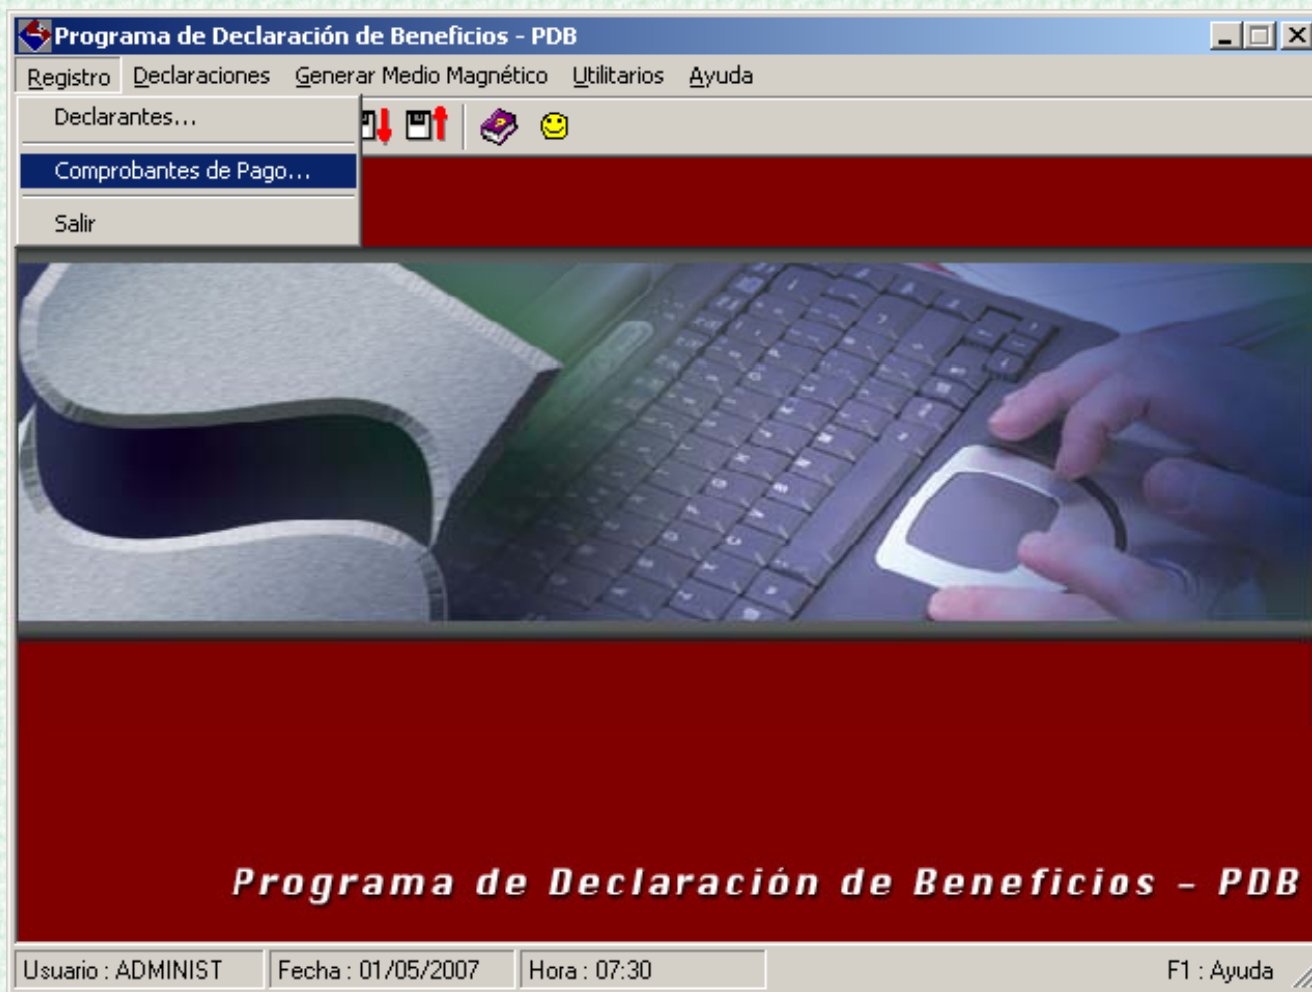 Programa de Declaración de Beneficios - PDB
Registro Declaraciones Generar Medio Magnético Utilitarios Ayuda
Declarantes...
Comprobantes de Pago...
Salir
Programa de Declaración de Beneficios - PDB
Usuario : ADMINIST Fecha : 01/05/2007 Hora : 07:30 F1 : Ayuda